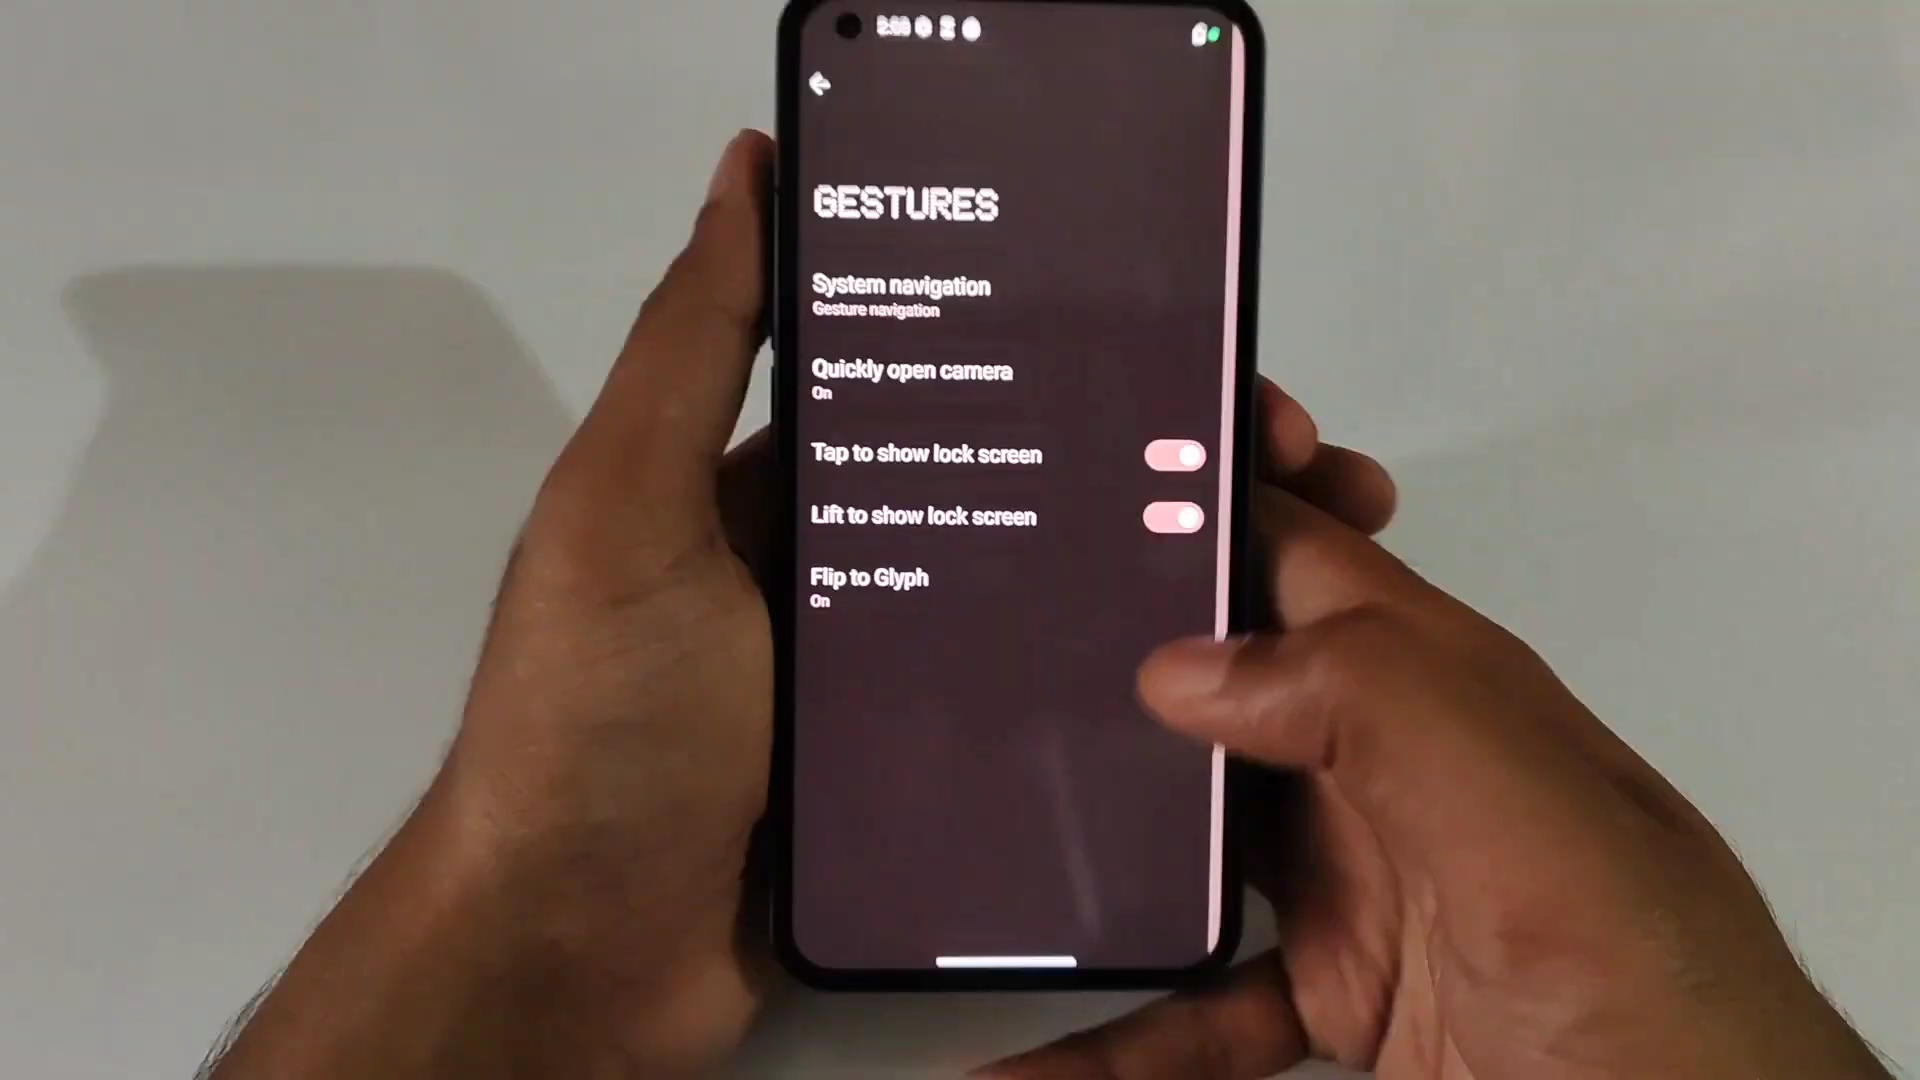 GESTURES
System navigation
Gesture navigation
Quickly open camera
On
Tap to show lock screen
Lift to show lock screen
Flip to Glyph
On